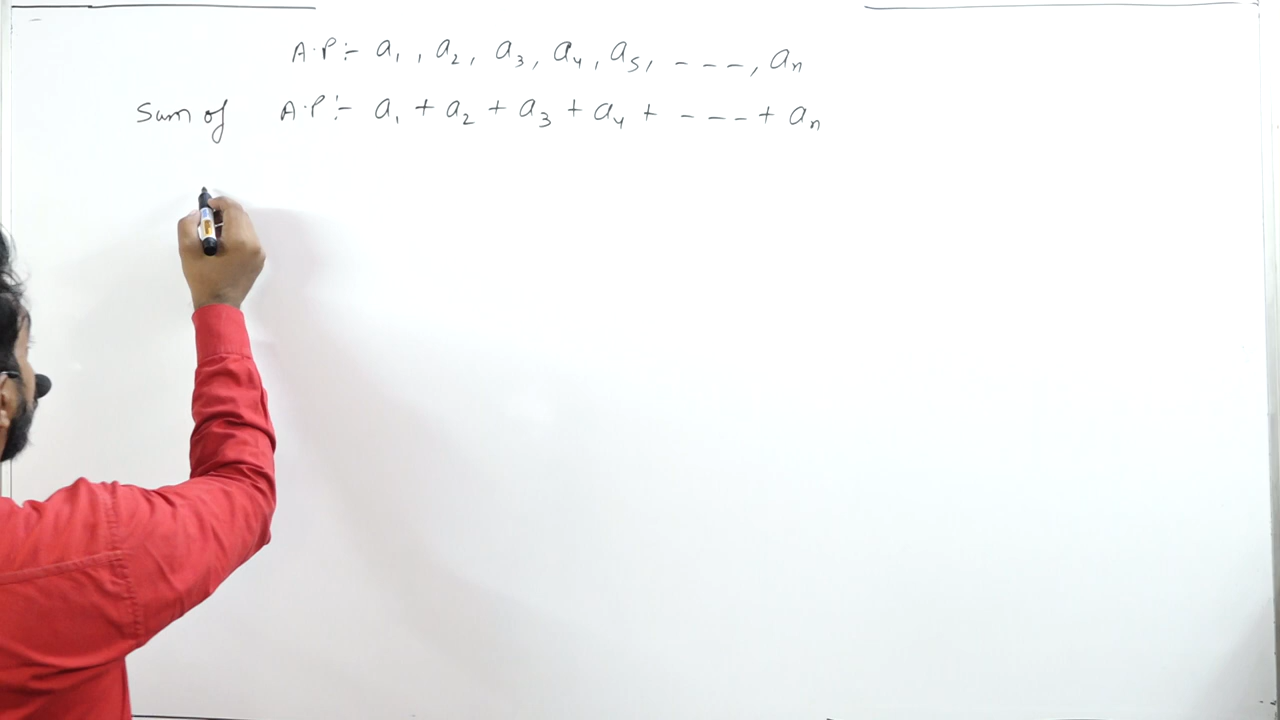 A.P:- a₁, a₂, a₃, a₄, a₅, - - - -, aₙ
Sum of A.P:- a₁ + a₂ + a₃ + a₄ + - - - - + aₙ